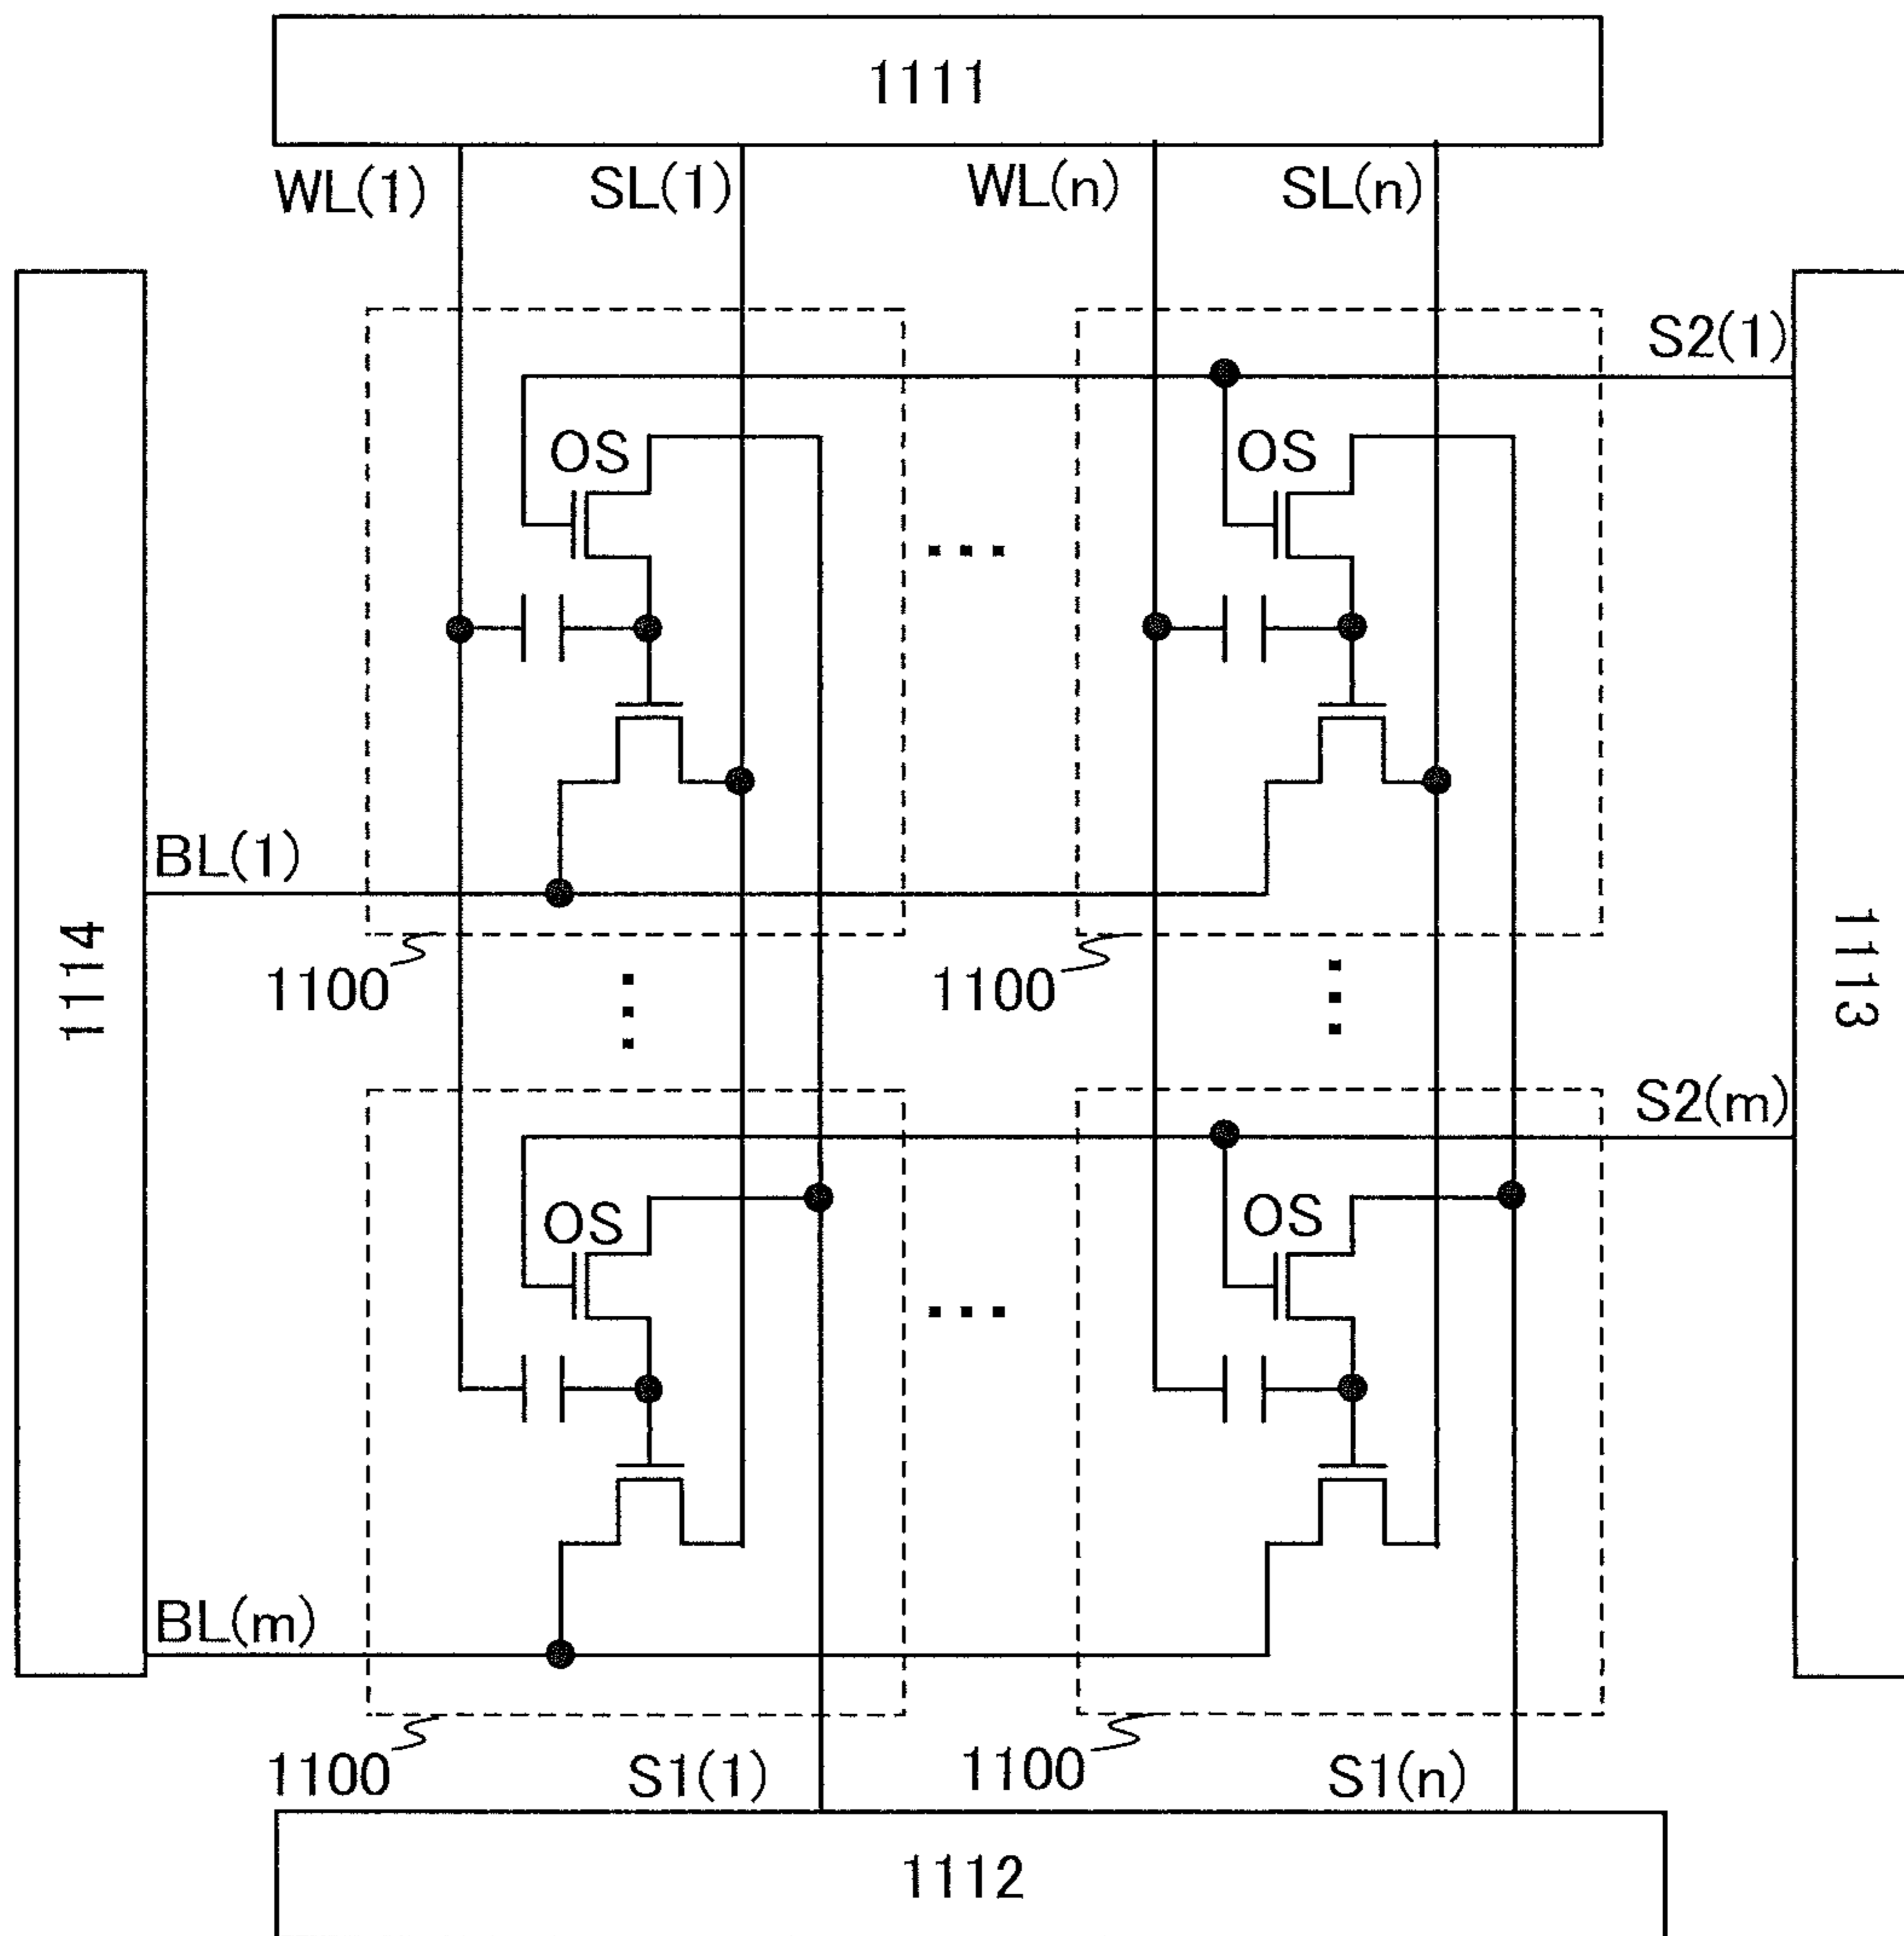 1111
WL(1) SL(1) WL(n) SL(n)
S2(1)
OS OS
BL(1)
1114
1113
1100 1100
S2(m)
OS OS
BL(m)
1100 S1(1) 1100 S1(n)
1112